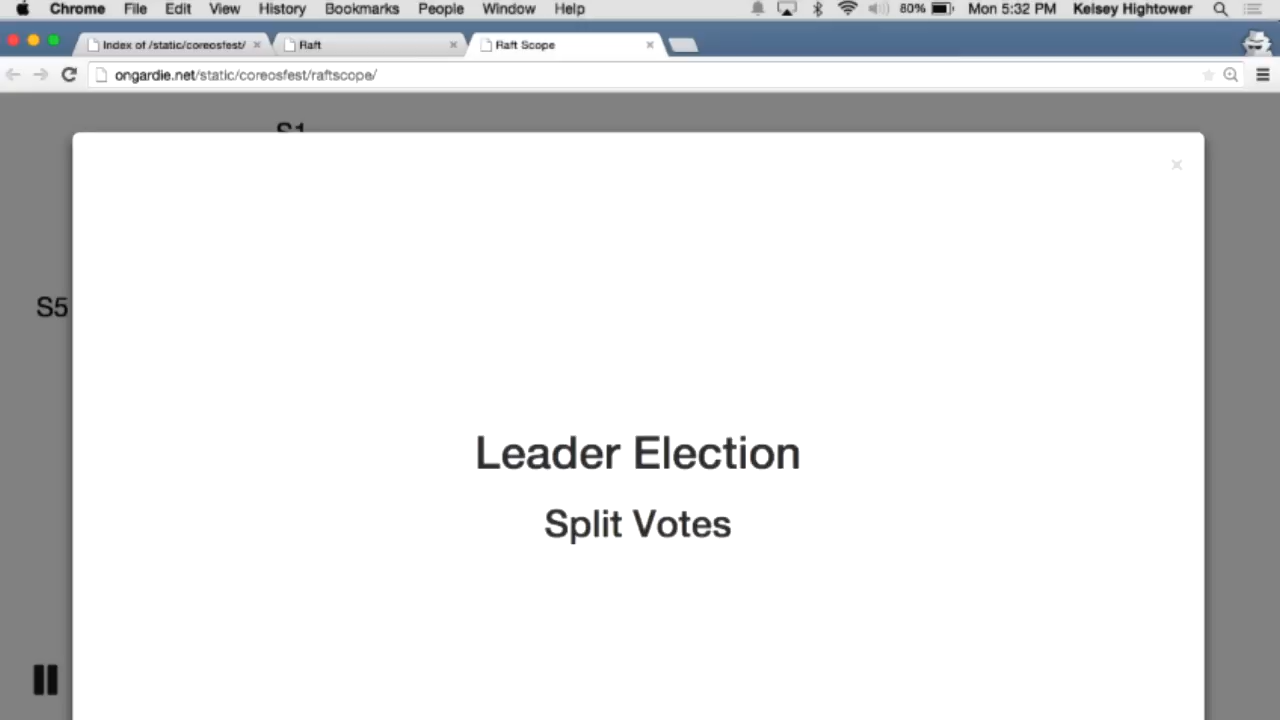 Chrome File Edit View History Bookmarks People Window Help 80% Mon 5:32 PM Kelsey Hightower
Index of /static/coreosfest/ Raft Raft Scope
ongardie.net/static/coreosfest/raftscope/
S1
S5
Leader Election
Split Votes